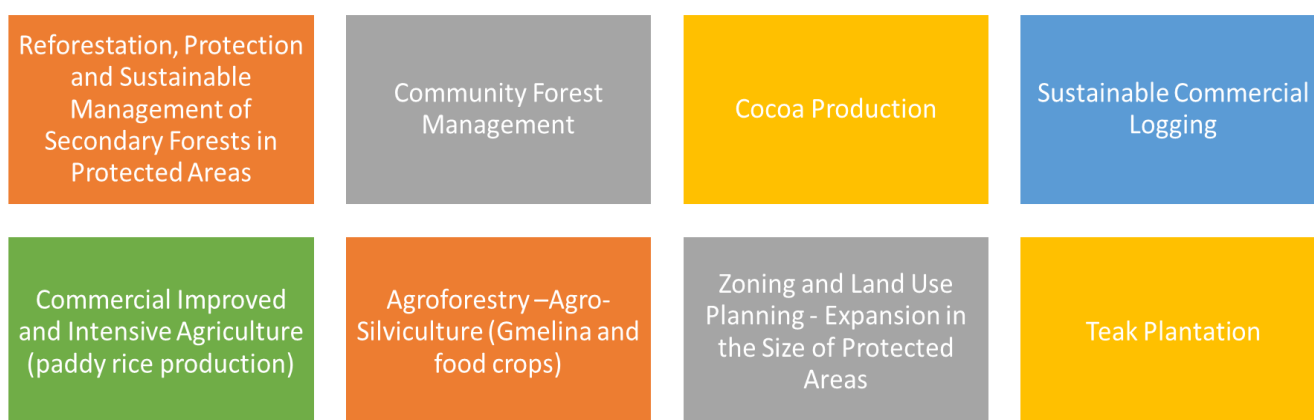 Reforestation, Protection
and Sustainable
Management of
Secondary Forests in
Protected Areas
Community Forest
Management
Cocoa Production
Sustainable Commercial
Logging
Commercial Improved
and Intensive Agriculture
(paddy rice production)
Agroforestry –Agro-
Silviculture (Gmelina and
food crops)
Zoning and Land Use
Planning - Expansion in
the Size of Protected
Areas
Teak Plantation